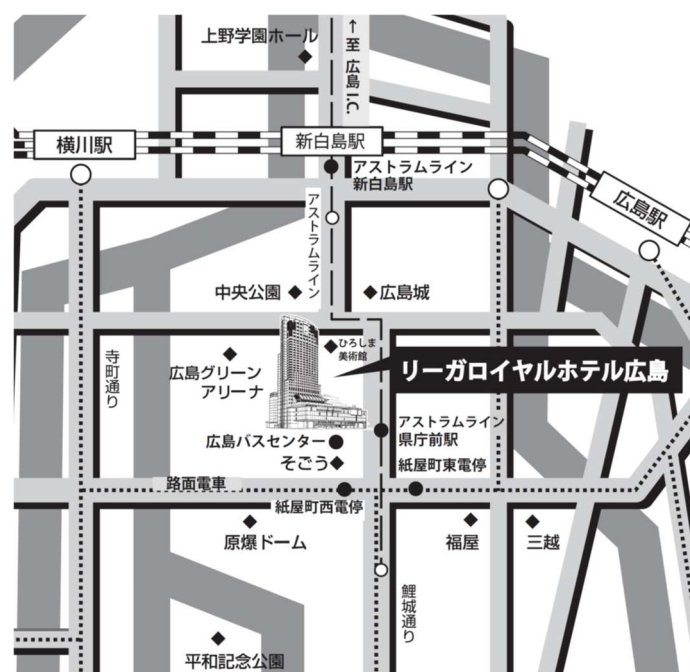 上野学園ホール
←至 広島I.C.
横川駅
新白島駅
アストラムライン
新白島駅
広島駅
アストラムライン
中央公園
広島城
寺町通り
広島グリーン
アリーナ
ひろしま
美術館
リーガロイヤルホテル広島
アストラムライン
県庁前駅
広島バスセンター
そごう
紙屋町東電停
路面電車
紙屋町西電停
原爆ドーム
福屋
三越
鯉城通り
平和記念公園